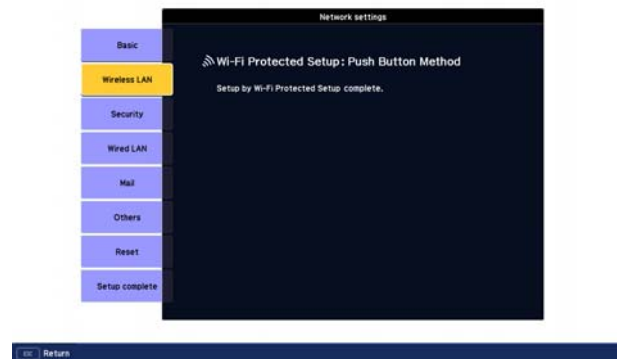 Network settings
Basic
Wireless LAN
Security
Wired LAN
Mail
Others
Reset
Setup complete
Wi-Fi Protected Setup: Push Button Method
Setup by Wi-Fi Protected Setup complete.
Esc Return